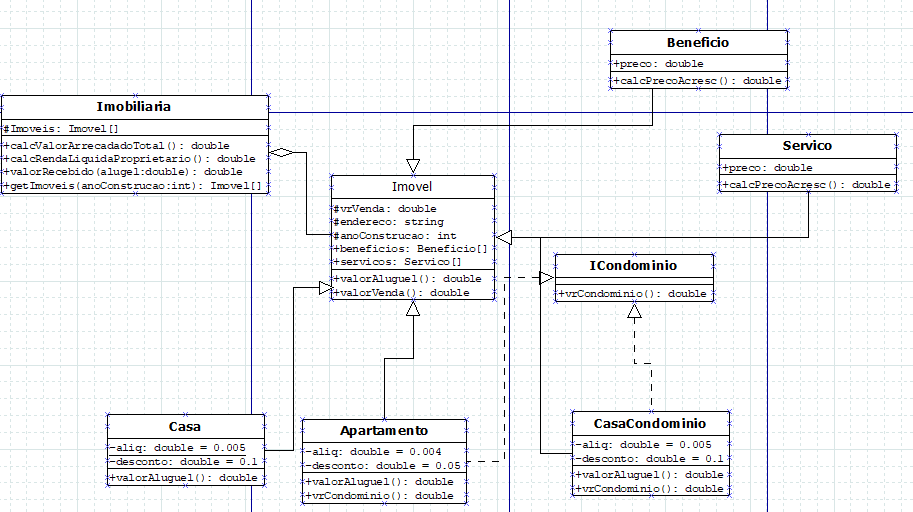 Beneficio
+preco: double
+calcPrecoAcresc(): double
Imobiliaria
#Imoveis: Imovel[]
+calcValorArrecadadoTotal(): double
+calcRendaLiquidaProprietario(): double
+valorRecebido(alugel:double): double
+getImoveis(anoConstrucao:int): Imovel[]
Servico
+preco: double
+calcPrecoAcresc(): double
Imovel
#vrVenda: double
#endereco: string
#anoConstrucao: int
+beneficios: Beneficio[]
+servicos: Servico[]
+valorAluguel(): double
+valorVenda(): double
ICondominio
+vrCondominio(): double
Casa
-aliq: double = 0.005
-desconto: double = 0.1
+valorAluguel(): double
Apartamento
-aliq: double = 0.004
-desconto: double = 0.05
+valorAluguel(): double
+vrCondominio(): double
CasaCondominio
-aliq: double = 0.005
-desconto: double = 0.1
+valorAluguel(): double
+vrCondominio(): double